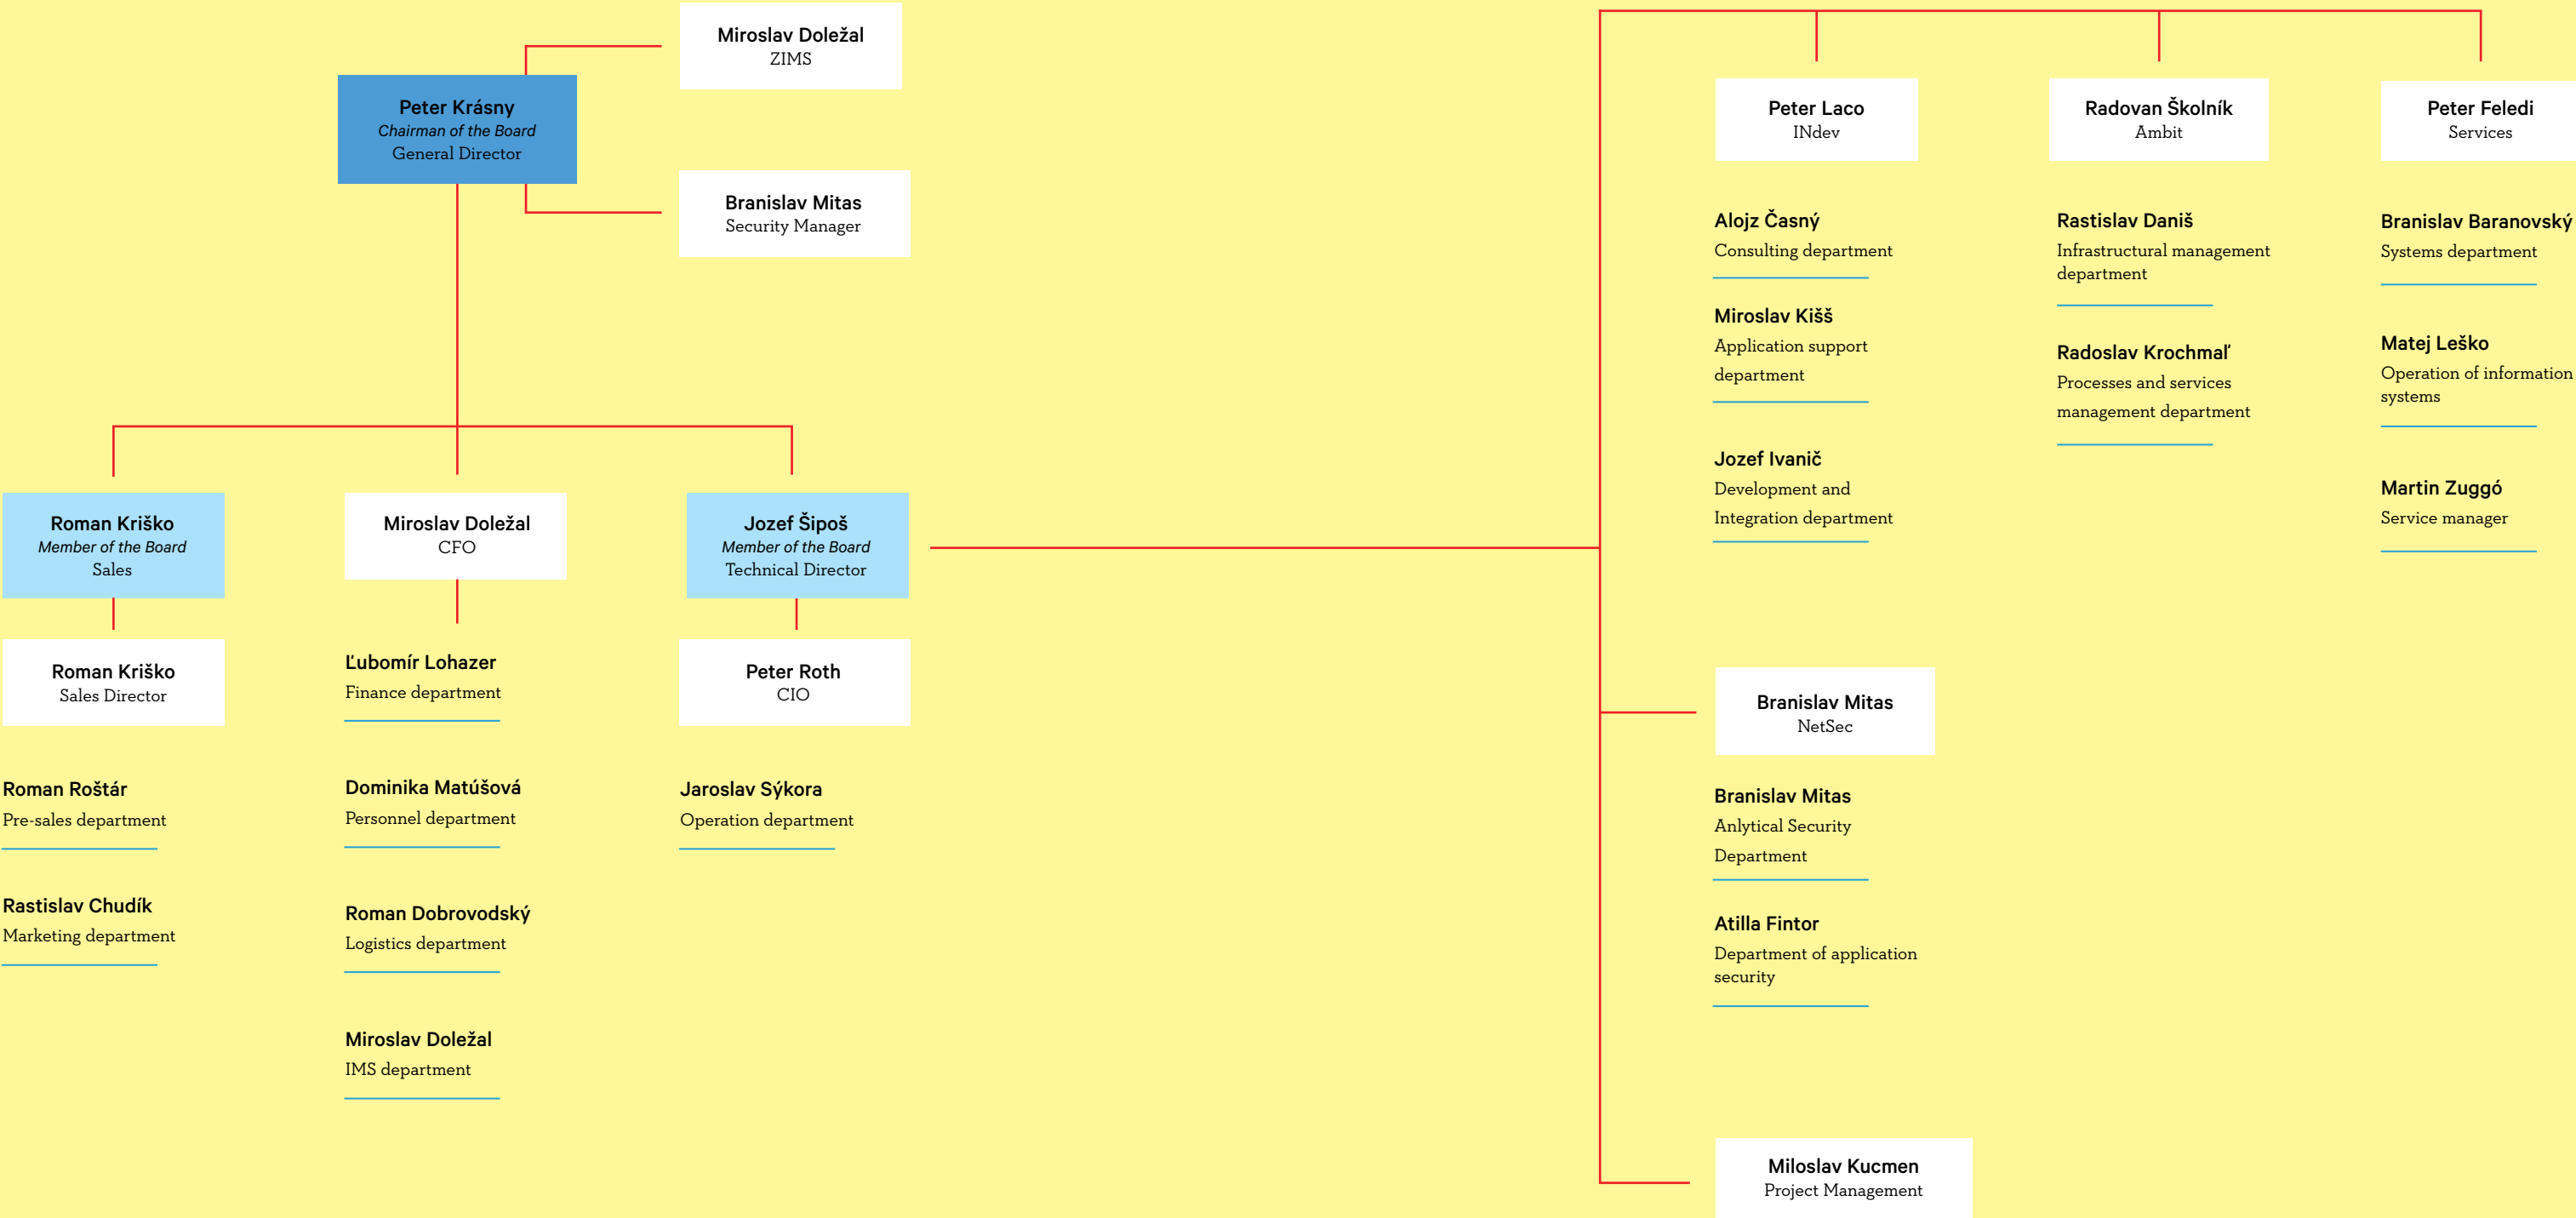 Miroslav Doležal
ZIMS
Peter Krásny
Chairman of the Board
General Director
Branislav Mitas
Security Manager
Roman Kriško
Member of the Board
Sales
Roman Kriško
Sales Director
Roman Roštár
Pre-sales department
Rastislav Chudík
Marketing department
Miroslav Doležal
CFO
Ľubomír Lohazer
Finance department
Dominika Matúšová
Personnel department
Roman Dobrovodský
Logistics department
Miroslav Doležal
IMS department
Jozef Šipoš
Member of the Board
Technical Director
Peter Roth
CIO
Jaroslav Sýkora
Operation department
Peter Laco
INdev
Alojz Časný
Consulting department
Miroslav Kišš
Application support
department
Jozef Ivanič
Development and
Integration department
Radovan Školník
Ambit
Rastislav Daniš
Infrastructural management
department
Radoslav Krochmaľ
Processes and services
management department
Peter Feledi
Services
Branislav Baranovský
Systems department
Matej Leško
Operation of information
systems
Martin Zuggó
Service manager
Branislav Mitas
NetSec
Branislav Mitas
Anlytical Security
Department
Atilla Fintor
Department of application
security
Miloslav Kucmen
Project Management